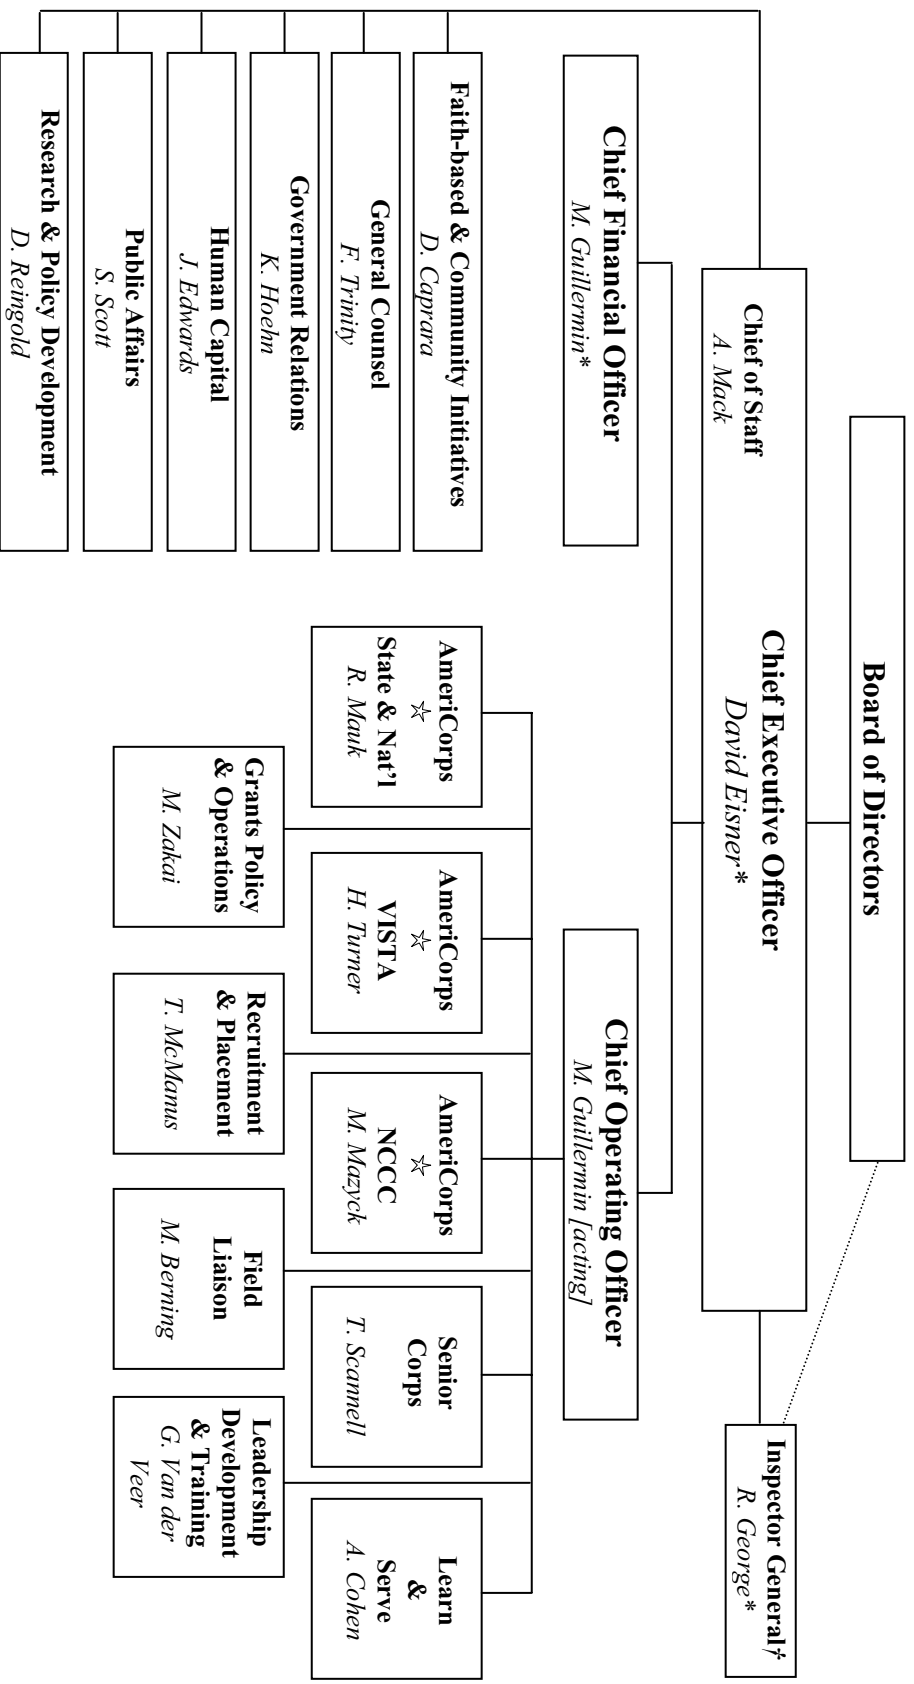 Board of Directors
Chief Executive Officer
David Eisner*
Chief of Staff
A. Mack
Inspector General†
R. George*
Chief Financial Officer
M. Guillermin*
Chief Operating Officer
M. Guillermin [acting]
Faith-based & Community Initiatives
D. Caprara
General Counsel
F. Trinity
Government Relations
K. Hoehn
Human Capital
J. Edwards
Public Affairs
S. Scott
Research & Policy Development
D. Reingold
AmeriCorps
☆
State & Nat'l
R. Mauk
AmeriCorps
☆
VISTA
H. Turner
AmeriCorps
☆
NCCC
M. Mazyck
Senior
Corps
T. Scannell
Learn
&
Serve
A. Cohen
Grants Policy
& Operations
M. Zakai
Recruitment
& Placement
T. McManus
Field
Liaison
M. Berning
Leadership
Development
& Training
G. Van der
Veer